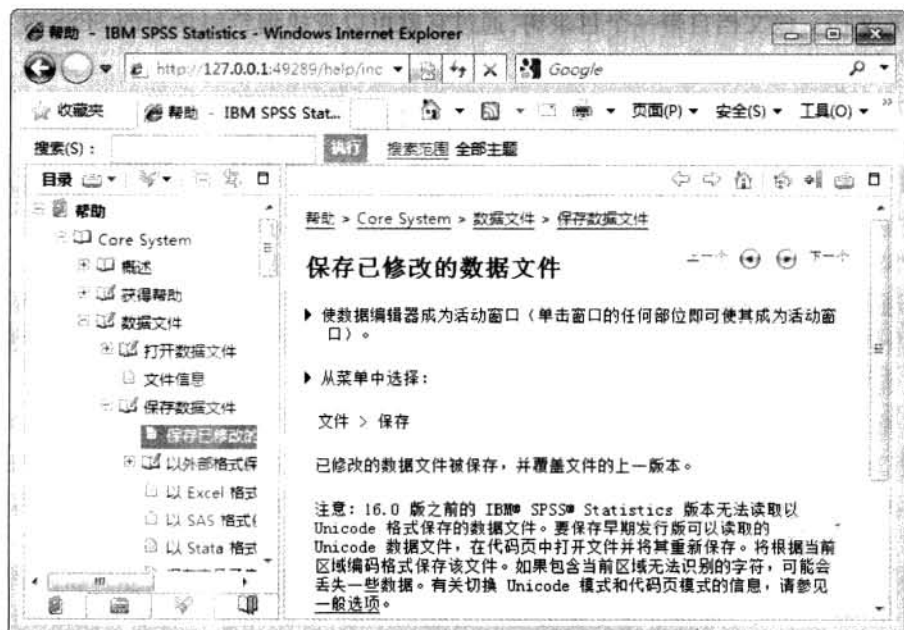 帮助 - IBM SPSS Statistics - Windows Internet Explorer
http://127.0.0.1:49289/help/inc
Google
收藏夹
帮助 - IBM SPSS Stat...
页面(P)
安全(S)
工具(O)
搜索(S)：
执行
搜索范围 全部主题
目录
帮助
Core System
概述
获得帮助
数据文件
打开数据文件
文件信息
保存数据文件
保存已修改的
以外部格式保
以 Excel 格式
以 SAS 格式
以 Stata 格式
帮助 > Core System > 数据文件 > 保存数据文件
保存已修改的数据文件
上一个
下一个
使数据编辑器成为活动窗口（单击窗口的任何部位即可使其成为活动窗
口）。
从菜单中选择：
文件 > 保存
已修改的数据文件被保存，并覆盖文件的上一版本。
注意：16.0 版之前的 IBM® SPSS® Statistics 版本无法读取以
Unicode 格式保存的数据文件。要保存早期发行版可以读取的
Unicode 数据文件，在代码页中打开文件并将其重新保存。将根据当前
区域编码格式保存该文件。如果包含当前区域无法识别的字符，可能会
丢失一些数据。有关切换 Unicode 模式和代码页模式的信息，请参见
一般选项。